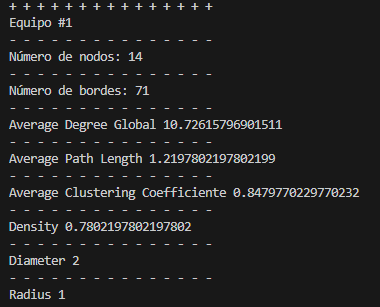 + + + + + + + + + + + + + + +
Equipo #1
- - - - - - - - - - - - - - -
Número de nodos: 14
- - - - - - - - - - - - - - -
Número de bordes: 71
- - - - - - - - - - - - - - -
Average Degree Global 10.72615796901511
- - - - - - - - - - - - - - -
Average Path Length 1.2197802197802199
- - - - - - - - - - - - - - -
Average Clustering Coefficiente 0.8479770229770232
- - - - - - - - - - - - - - -
Density 0.7802197802197802
- - - - - - - - - - - - - - -
Diameter 2
- - - - - - - - - - - - - - -
Radius 1